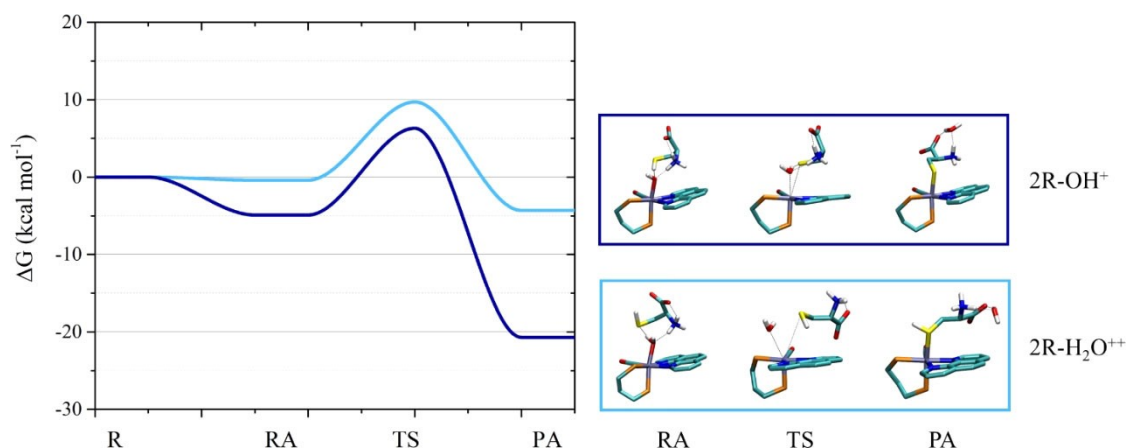 20
10
0
-10
-20
-30
ΔG (kcal mol⁻¹)
R RA TS PA
RA TS PA
2R-OH⁺
2R-H₂O⁺⁺